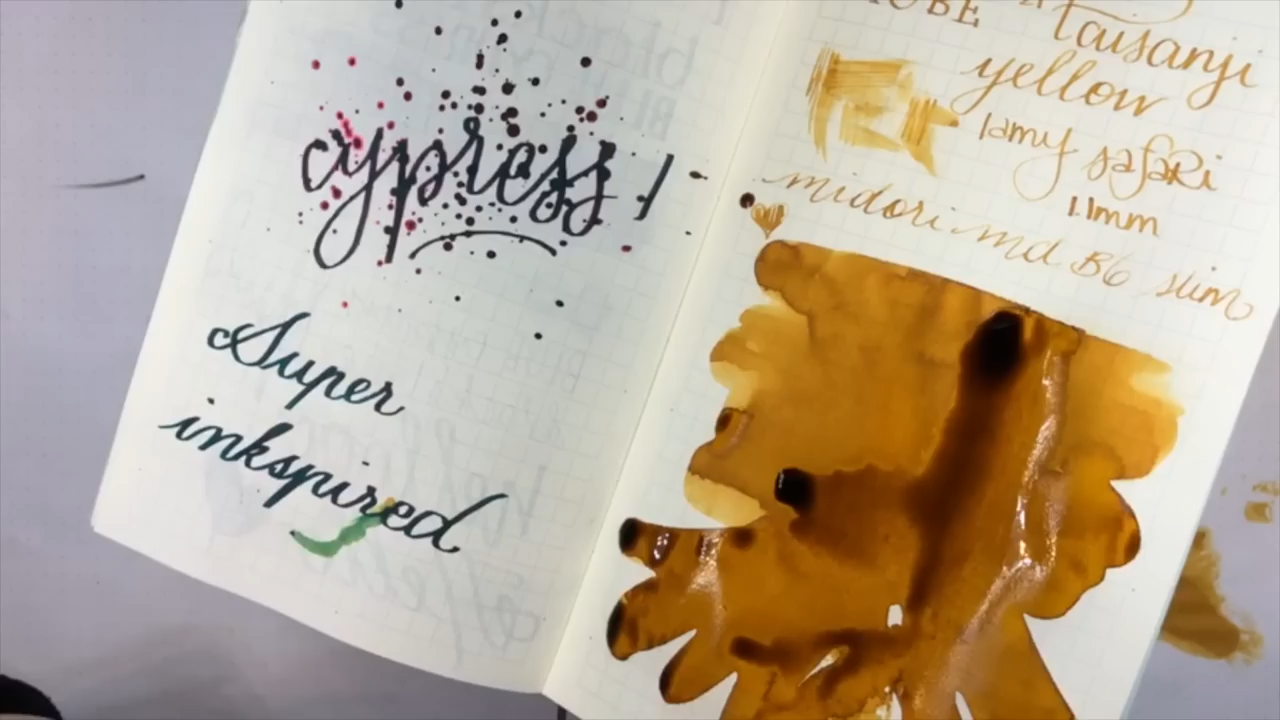 cypress!
Super
inkspired
Taisanji
yellow
lamy safari
1.1mm
midori md B6 slim